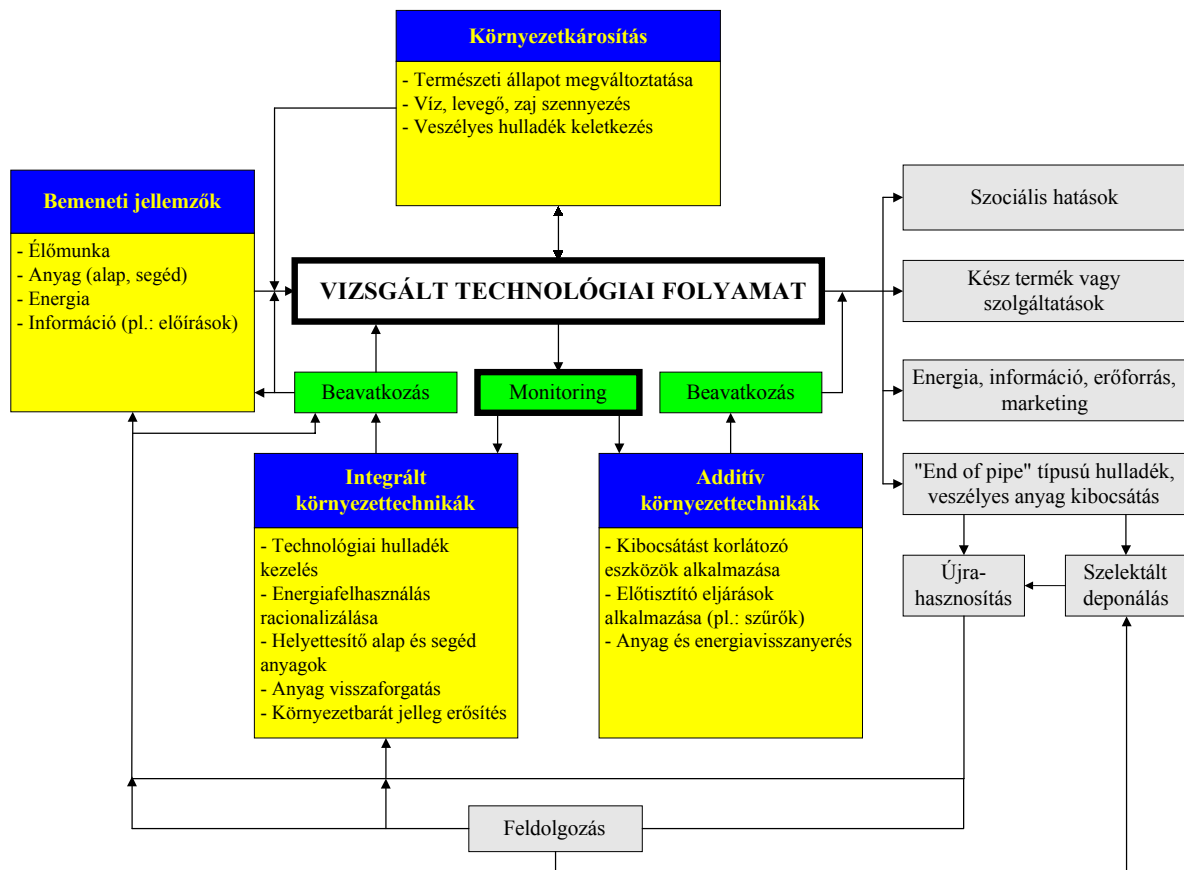 Környezetkárosítás
- Természeti állapot megváltoztatása
- Víz, levegő, zaj szennyezés
- Veszélyes hulladék keletkezés
Bemeneti jellemzők
- Élőmunka
- Anyag (alap, segéd)
- Energia
- Információ (pl.: előírások)
VIZSGÁLT TECHNOLÓGIAI FOLYAMAT
Szociális hatások
Kész termék vagy
szolgáltatások
Energia, információ, erőforrás,
marketing
"End of pipe" típusú hulladék,
veszélyes anyag kibocsátás
Beavatkozás
Monitoring
Beavatkozás
Integrált
környezettechnikák
- Technológiai hulladék
kezelés
- Energiafelhasználás
racionalizálása
- Helyettesítő alap és segéd
anyagok
- Anyag visszaforgatás
- Környezetbarát jelleg erősítés
Additív
környezettechnikák
- Kibocsátást korlátozó
eszközök alkalmazása
- Előtisztító eljárások
alkalmazása (pl.: szűrők)
- Anyag és energiavisszanyerés
Újra-
hasznosítás
Szelektált
deponálás
Feldolgozás